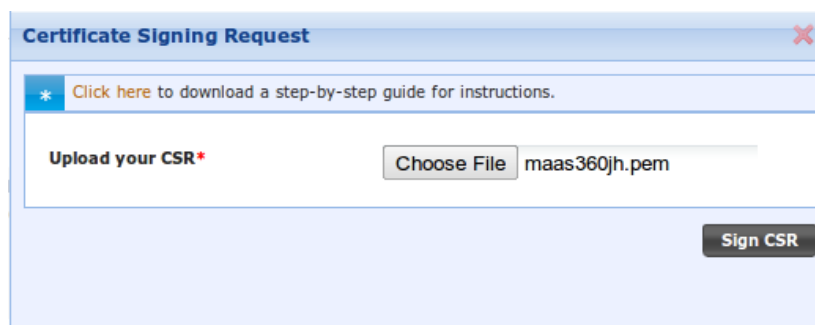 Certificate Signing Request
* Click here to download a step-by-step guide for instructions.
Upload your CSR* Choose File maas360jh.pem
Sign CSR